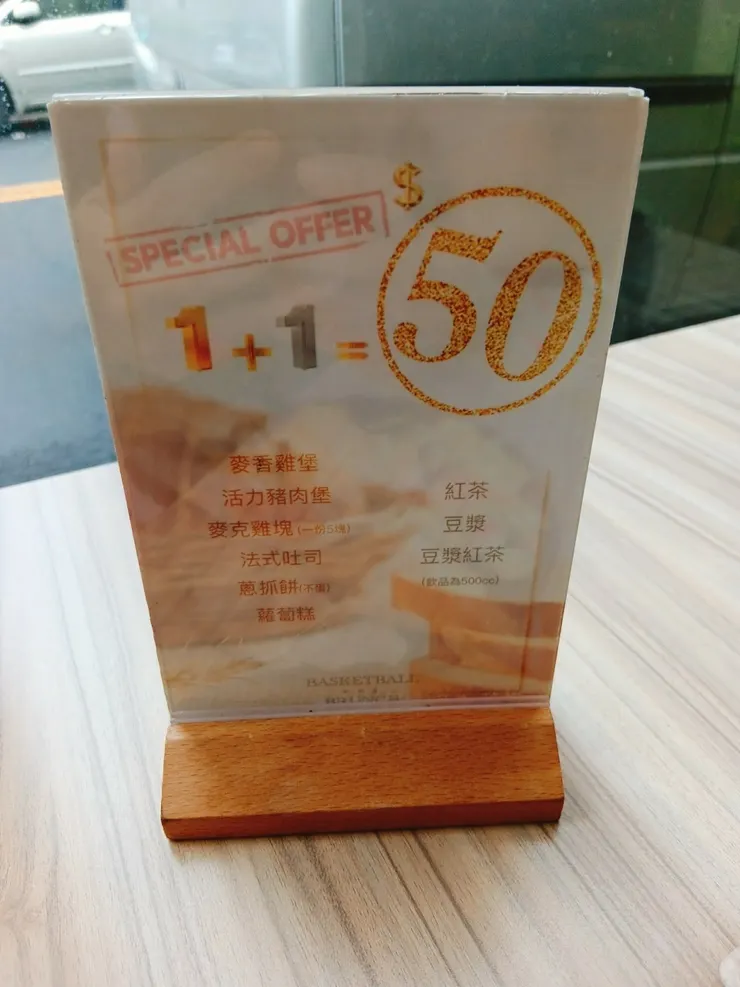 SPECIAL OFFER
$50
1+1=
麥香雞堡
活力豬肉堡
麥克雞塊(一份5塊)
法式吐司
蔥抓餅(不蛋)
蘿蔔糕
紅茶
豆漿
豆漿紅茶
(飲品為500cc)
BASKETBALL
BRUNCH